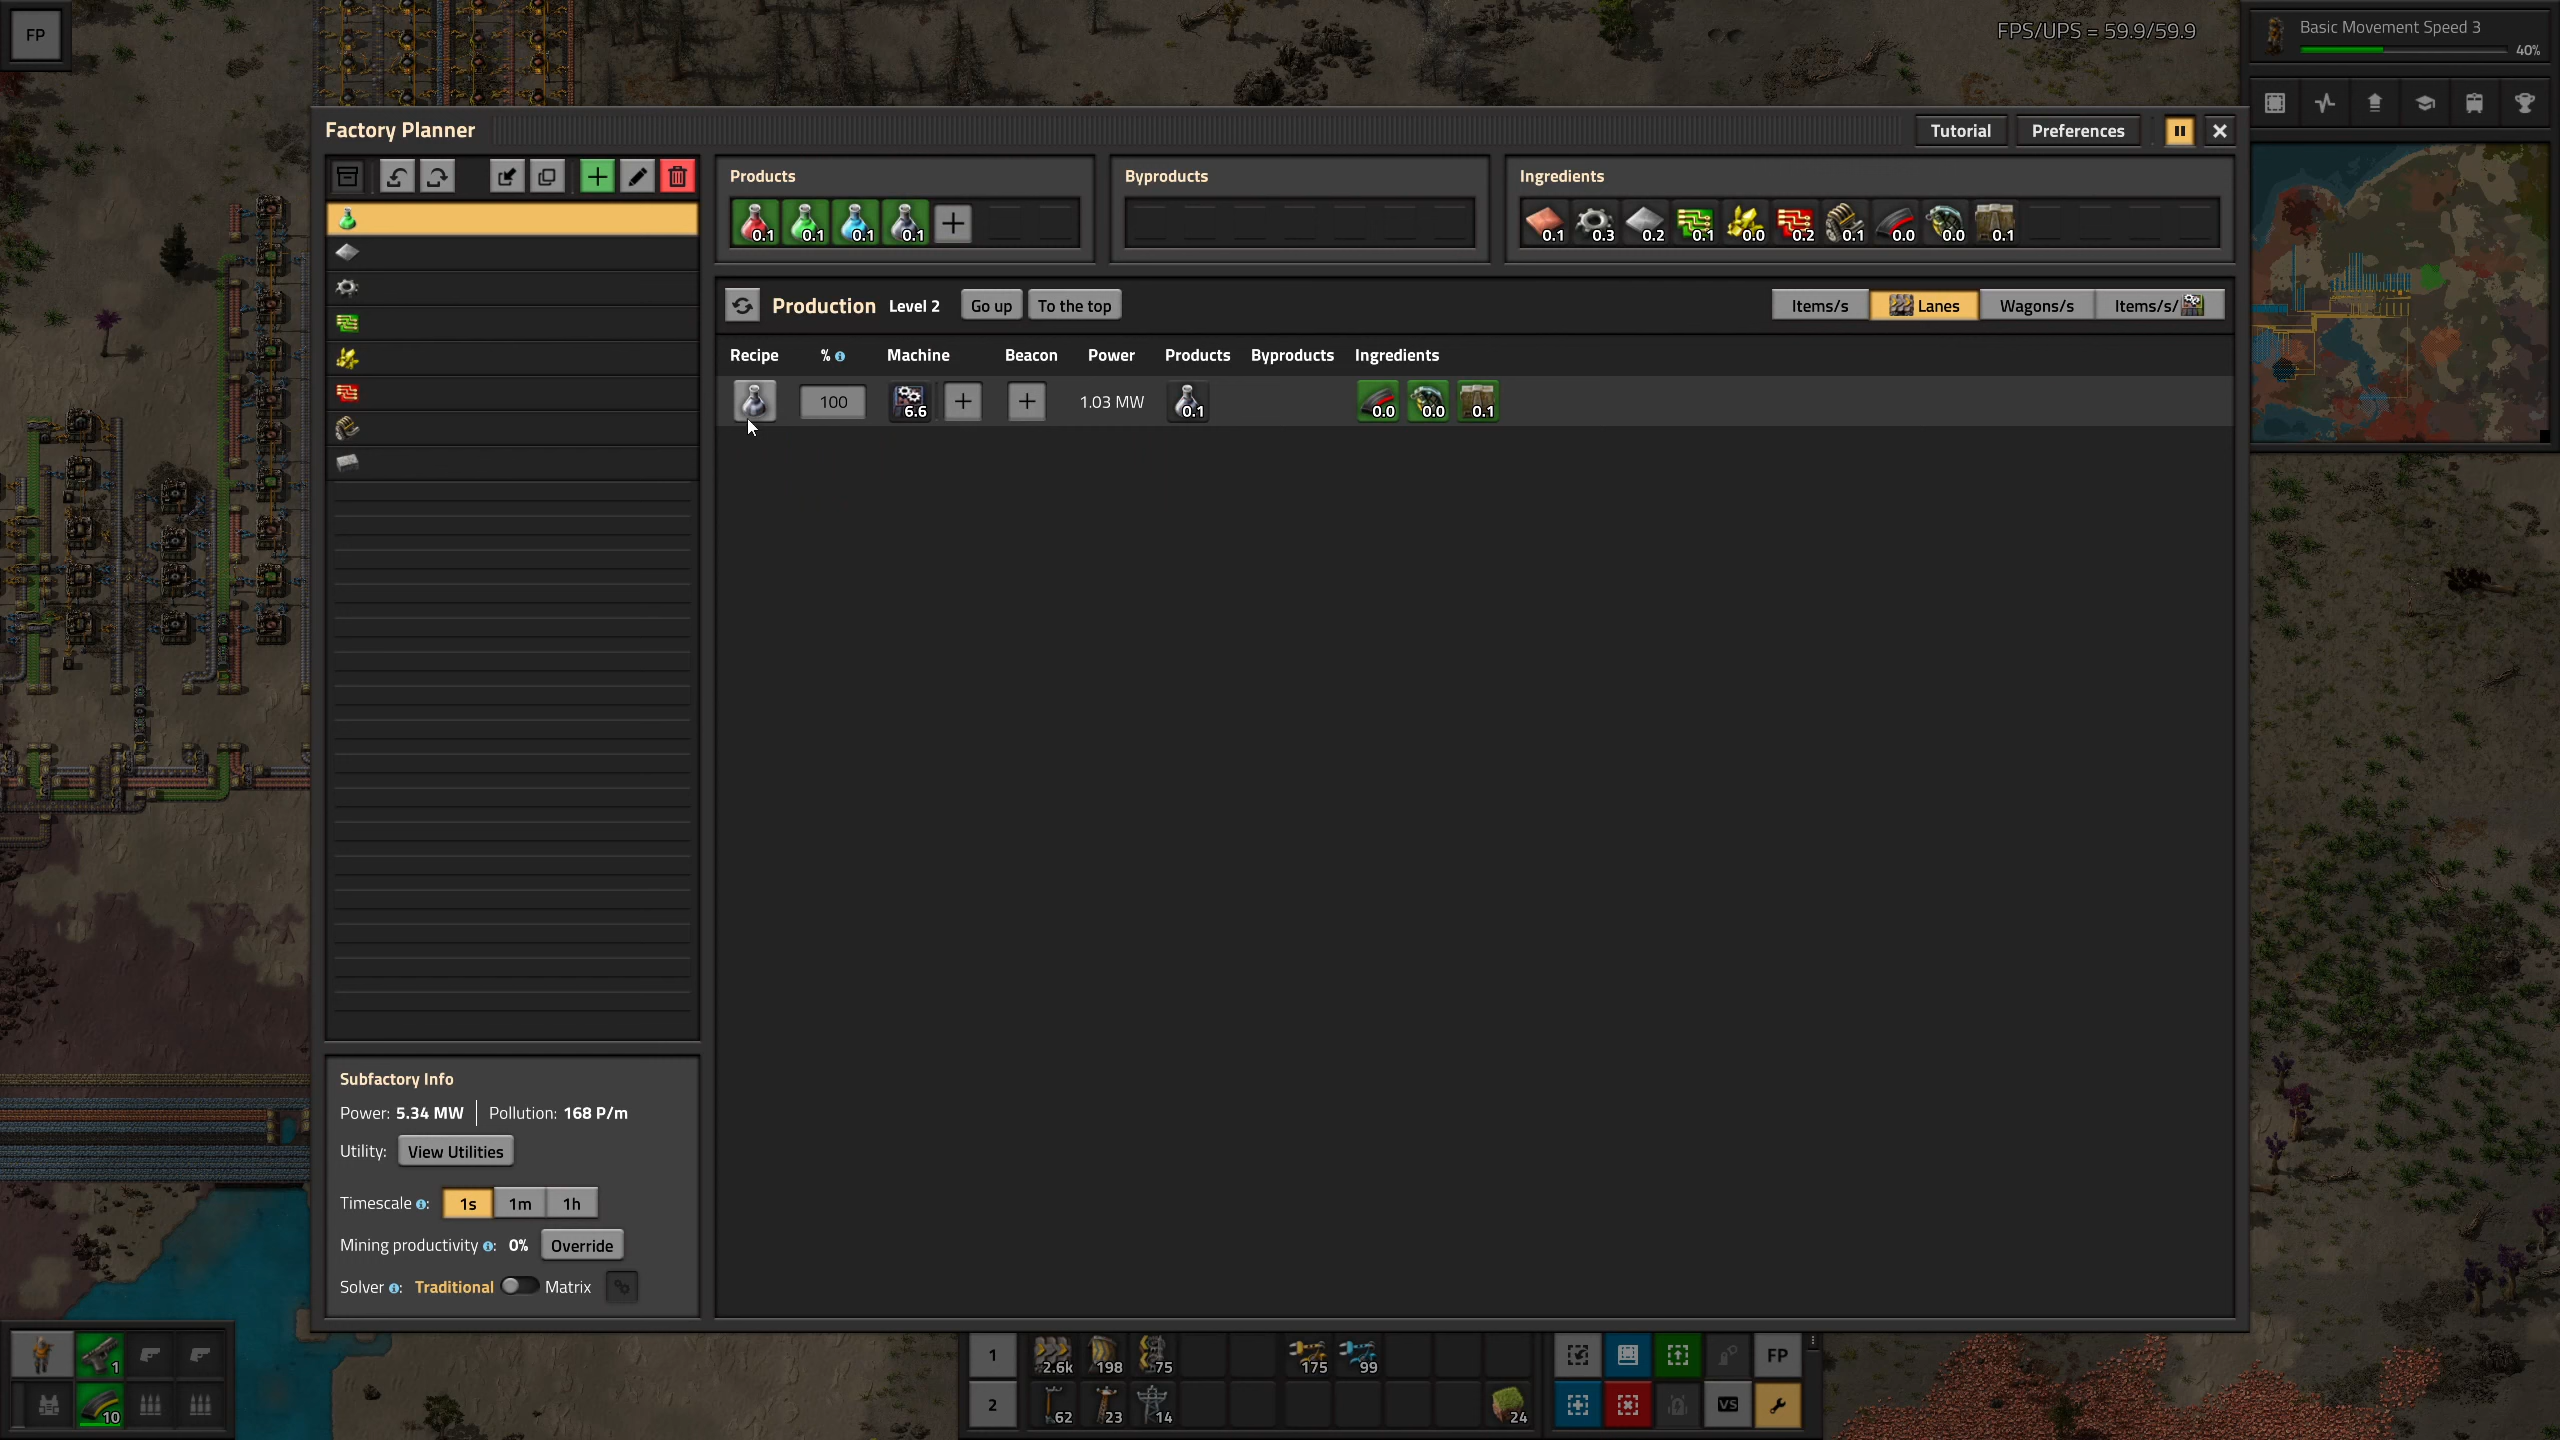 FP
FPS/UPS = 59.9/59.9
Basic Movement Speed 3
40%
Factory Planner
Tutorial
Preferences
Products
Byproducts
Ingredients
0.1 0.1 0.1 0.1
0.1 0.3 0.2 0.1 0.0 0.2 0.1 0.0 0.0 0.1
Production Level 2 Go up To the top
Items/s Lanes Wagons/s Items/s/
Recipe % Machine Beacon Power Products Byproducts Ingredients
100 6.6 1.03 MW 0.1 0.0 0.0 0.1
Subfactory Info
Power: 5.34 MW Pollution: 168 P/m
Utility: View Utilities
Timescale : 1s 1m 1h
Mining productivity : 0% Override
Solver : Traditional Matrix
1
10
1 2.6k 198 75 175 99
2 62 23 14 24
FP
VS